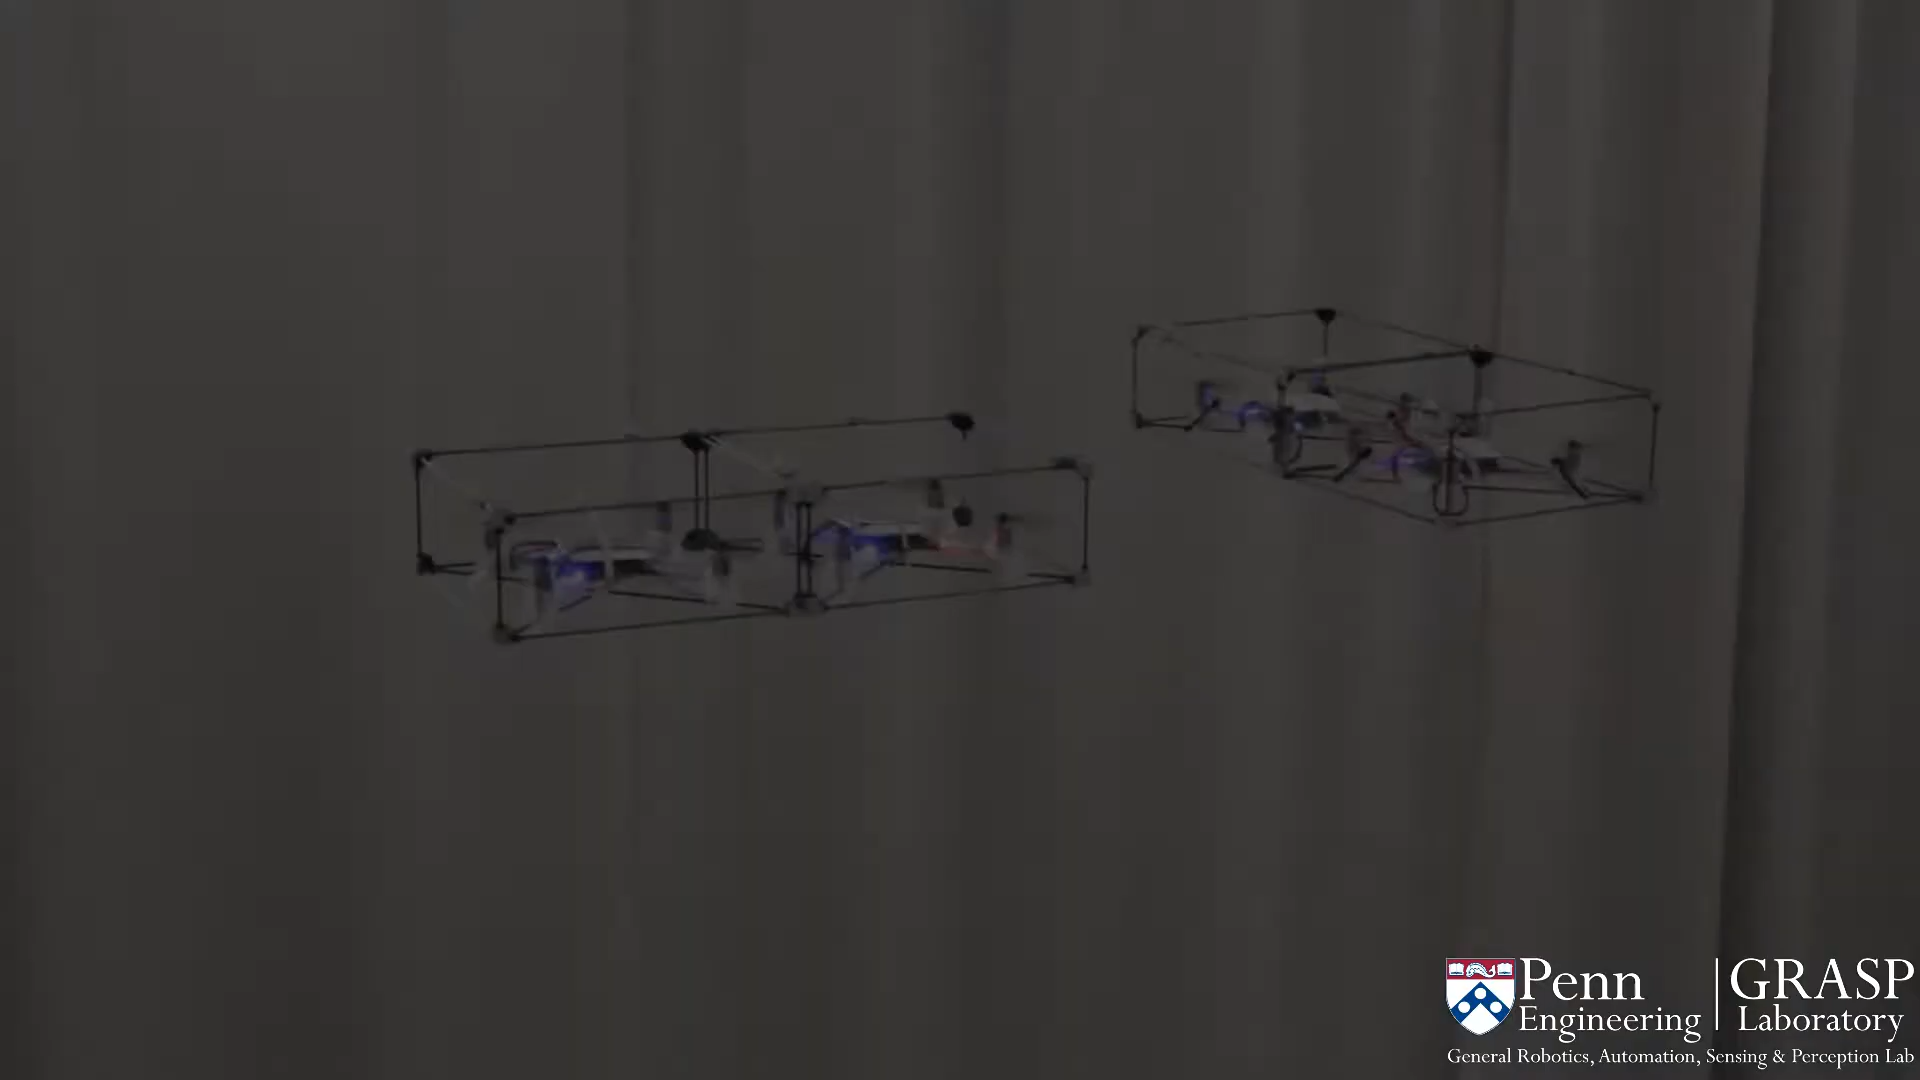 Penn
Engineering
GRASP
Laboratory
General Robotics, Automation, Sensing & Perception Lab